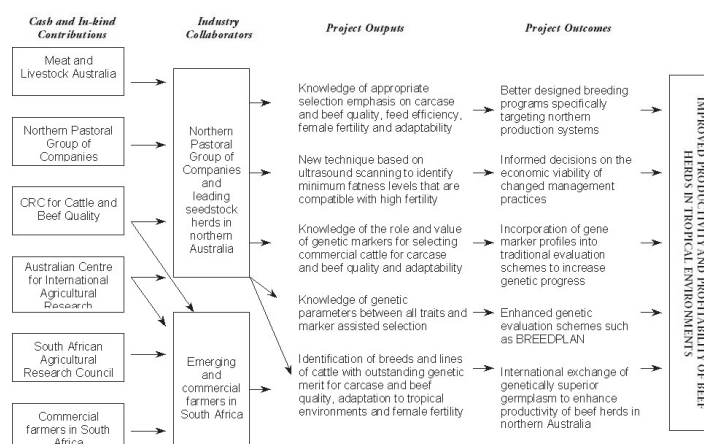 Cash and In-kind
Contributions
Industry
Collaborators
Project Outputs
Project Outcomes
Meat and
Livestock Australia
Northern Pastoral
Group of
Companies
CRC for Cattle and
Beef Quality
Australian Centre
for International
Agricultural
Research
South African
Agricultural
Research Council
Commercial
farmers in South
Africa
Northern
Pastoral
Group of
Companies
and
leading
seedstock
herds in
northern
Australia
Emerging
and
commercial
farmers in
South Africa
Knowledge of appropriate
selection emphasis on carcase
and beef quality, feed efficiency,
female fertility and adaptability
New technique based on
ultrasound scanning to identify
minimum fatness levels that are
compatible with high fertility
Knowledge of the role and value
of genetic markers for selecting
commercial cattle for carcase
and beef quality and adaptability
Knowledge of genetic
parameters between all traits and
marker assisted selection
Identification of breeds and lines
of cattle with outstanding genetic
merit for carcase and beef
quality, adaptation to tropical
environments and female fertility
Better designed breeding
programs specifically
targeting northern
production systems
Informed decisions on the
economic viability of
changed management
practices
Incorporation of gene
marker profiles into
traditional evaluation
schemes to increase
genetic progress
Enhanced genetic
evaluation schemes such
as BREEDPLAN
International exchange of
genetically superior
germplasm to enhance
productivity of beef herds in
northern Australia
IMPROVED PRODUCTIVITY AND PROFITABILITY OF BEEF
HERDS IN TROPICAL ENVIRONMENTS